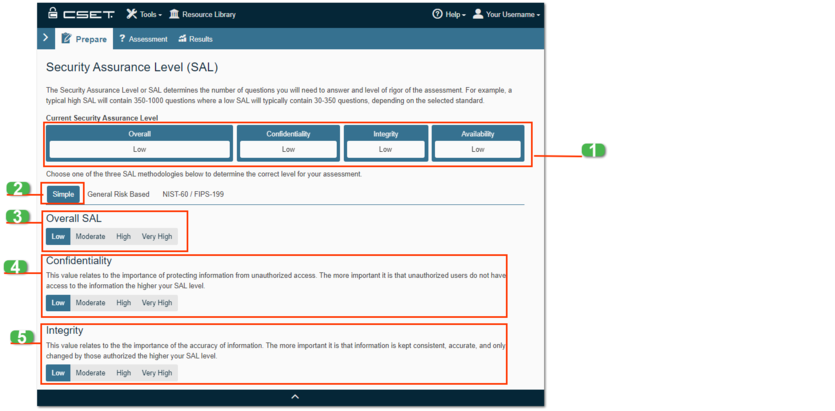 CSET Tools Resource Library Help Your Username
Prepare Assessment Results
Security Assurance Level (SAL)
The Security Assurance Level or SAL determines the number of questions you will need to answer and level of rigor of the assessment. For example, a
typical high SAL will contain 350-1000 questions where a low SAL will typically contain 30-350 questions, depending on the selected standard.
Current Security Assurance Level
Overall Confidentiality Integrity Availability
Low Low Low Low
1
Choose one of the three SAL methodologies below to determine the correct level for your assessment.
2
Simple General Risk Based NIST-60 / FIPS-199
3
Overall SAL
Low Moderate High Very High
4
Confidentiality
This value relates to the importance of protecting information from unauthorized access. The more important it is that unauthorized users do not have
access to the information the higher your SAL level.
Low Moderate High Very High
5
Integrity
This value relates to the the importance of the accuracy of information. The more important it is that information is kept consistent, accurate, and only
changed by those authorized the higher your SAL level.
Low Moderate High Very High